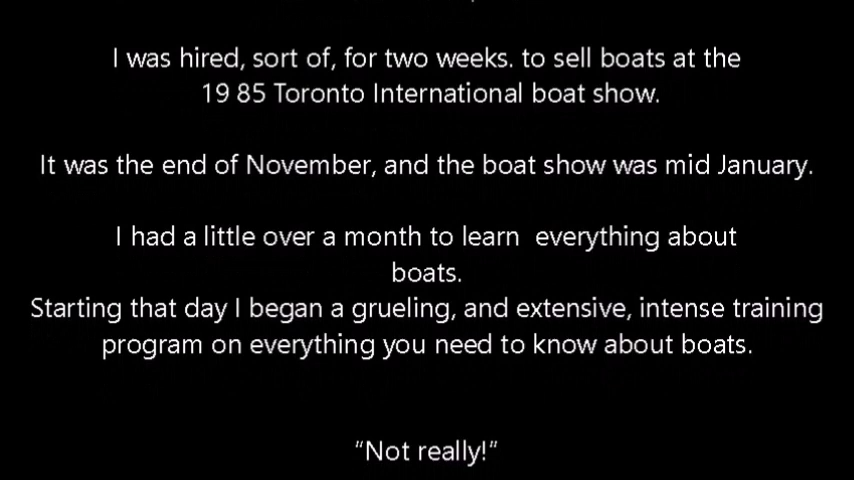 I was hired, sort of, for two weeks. to sell boats at the
19 85 Toronto International boat show.
It was the end of November, and the boat show was mid January.
I had a little over a month to learn  everything about
boats.
Starting that day I began a grueling, and extensive, intense training
program on everything you need to know about boats.
“Not really!”